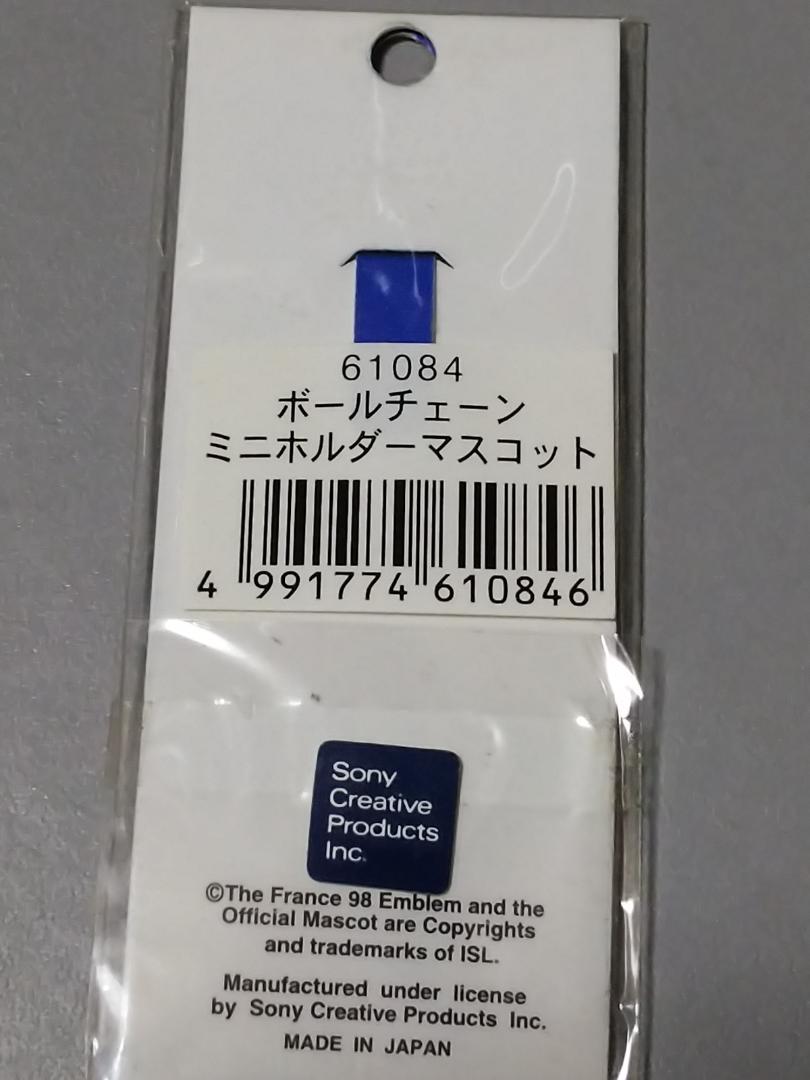 61084
ボールチェーン
ミニホルダーマスコット
4 991774 610846
Sony
Creative
Products
Inc.
©The France 98 Emblem and the
Official Mascot are Copyrights
and trademarks of ISL.
Manufactured under license
by Sony Creative Products Inc.
MADE IN JAPAN